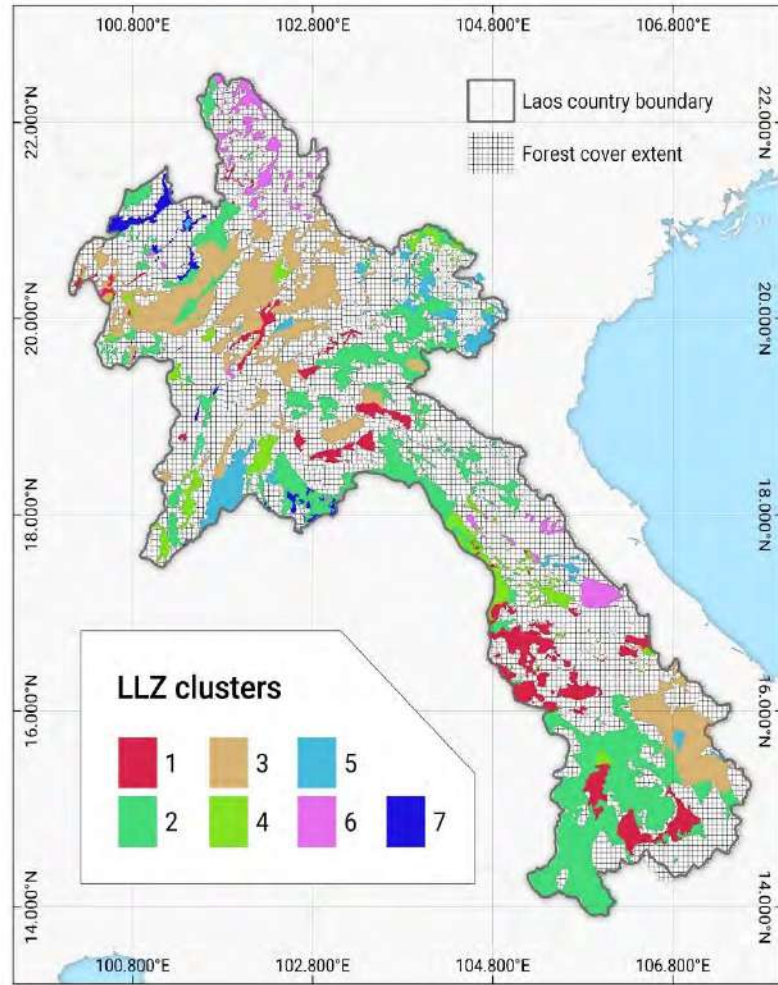 100.800°E 102.800°E 104.800°E 106.800°E
22.000°N
22.000°N
Laos country boundary
Forest cover extent
20.000°N
20.000°N
18.000°N
18.000°N
LLZ clusters
1 3 5
2 4 6 7
16.000°N
16.000°N
14.000°N
14.000°N
100.800°E 102.800°E 104.800°E 106.800°E